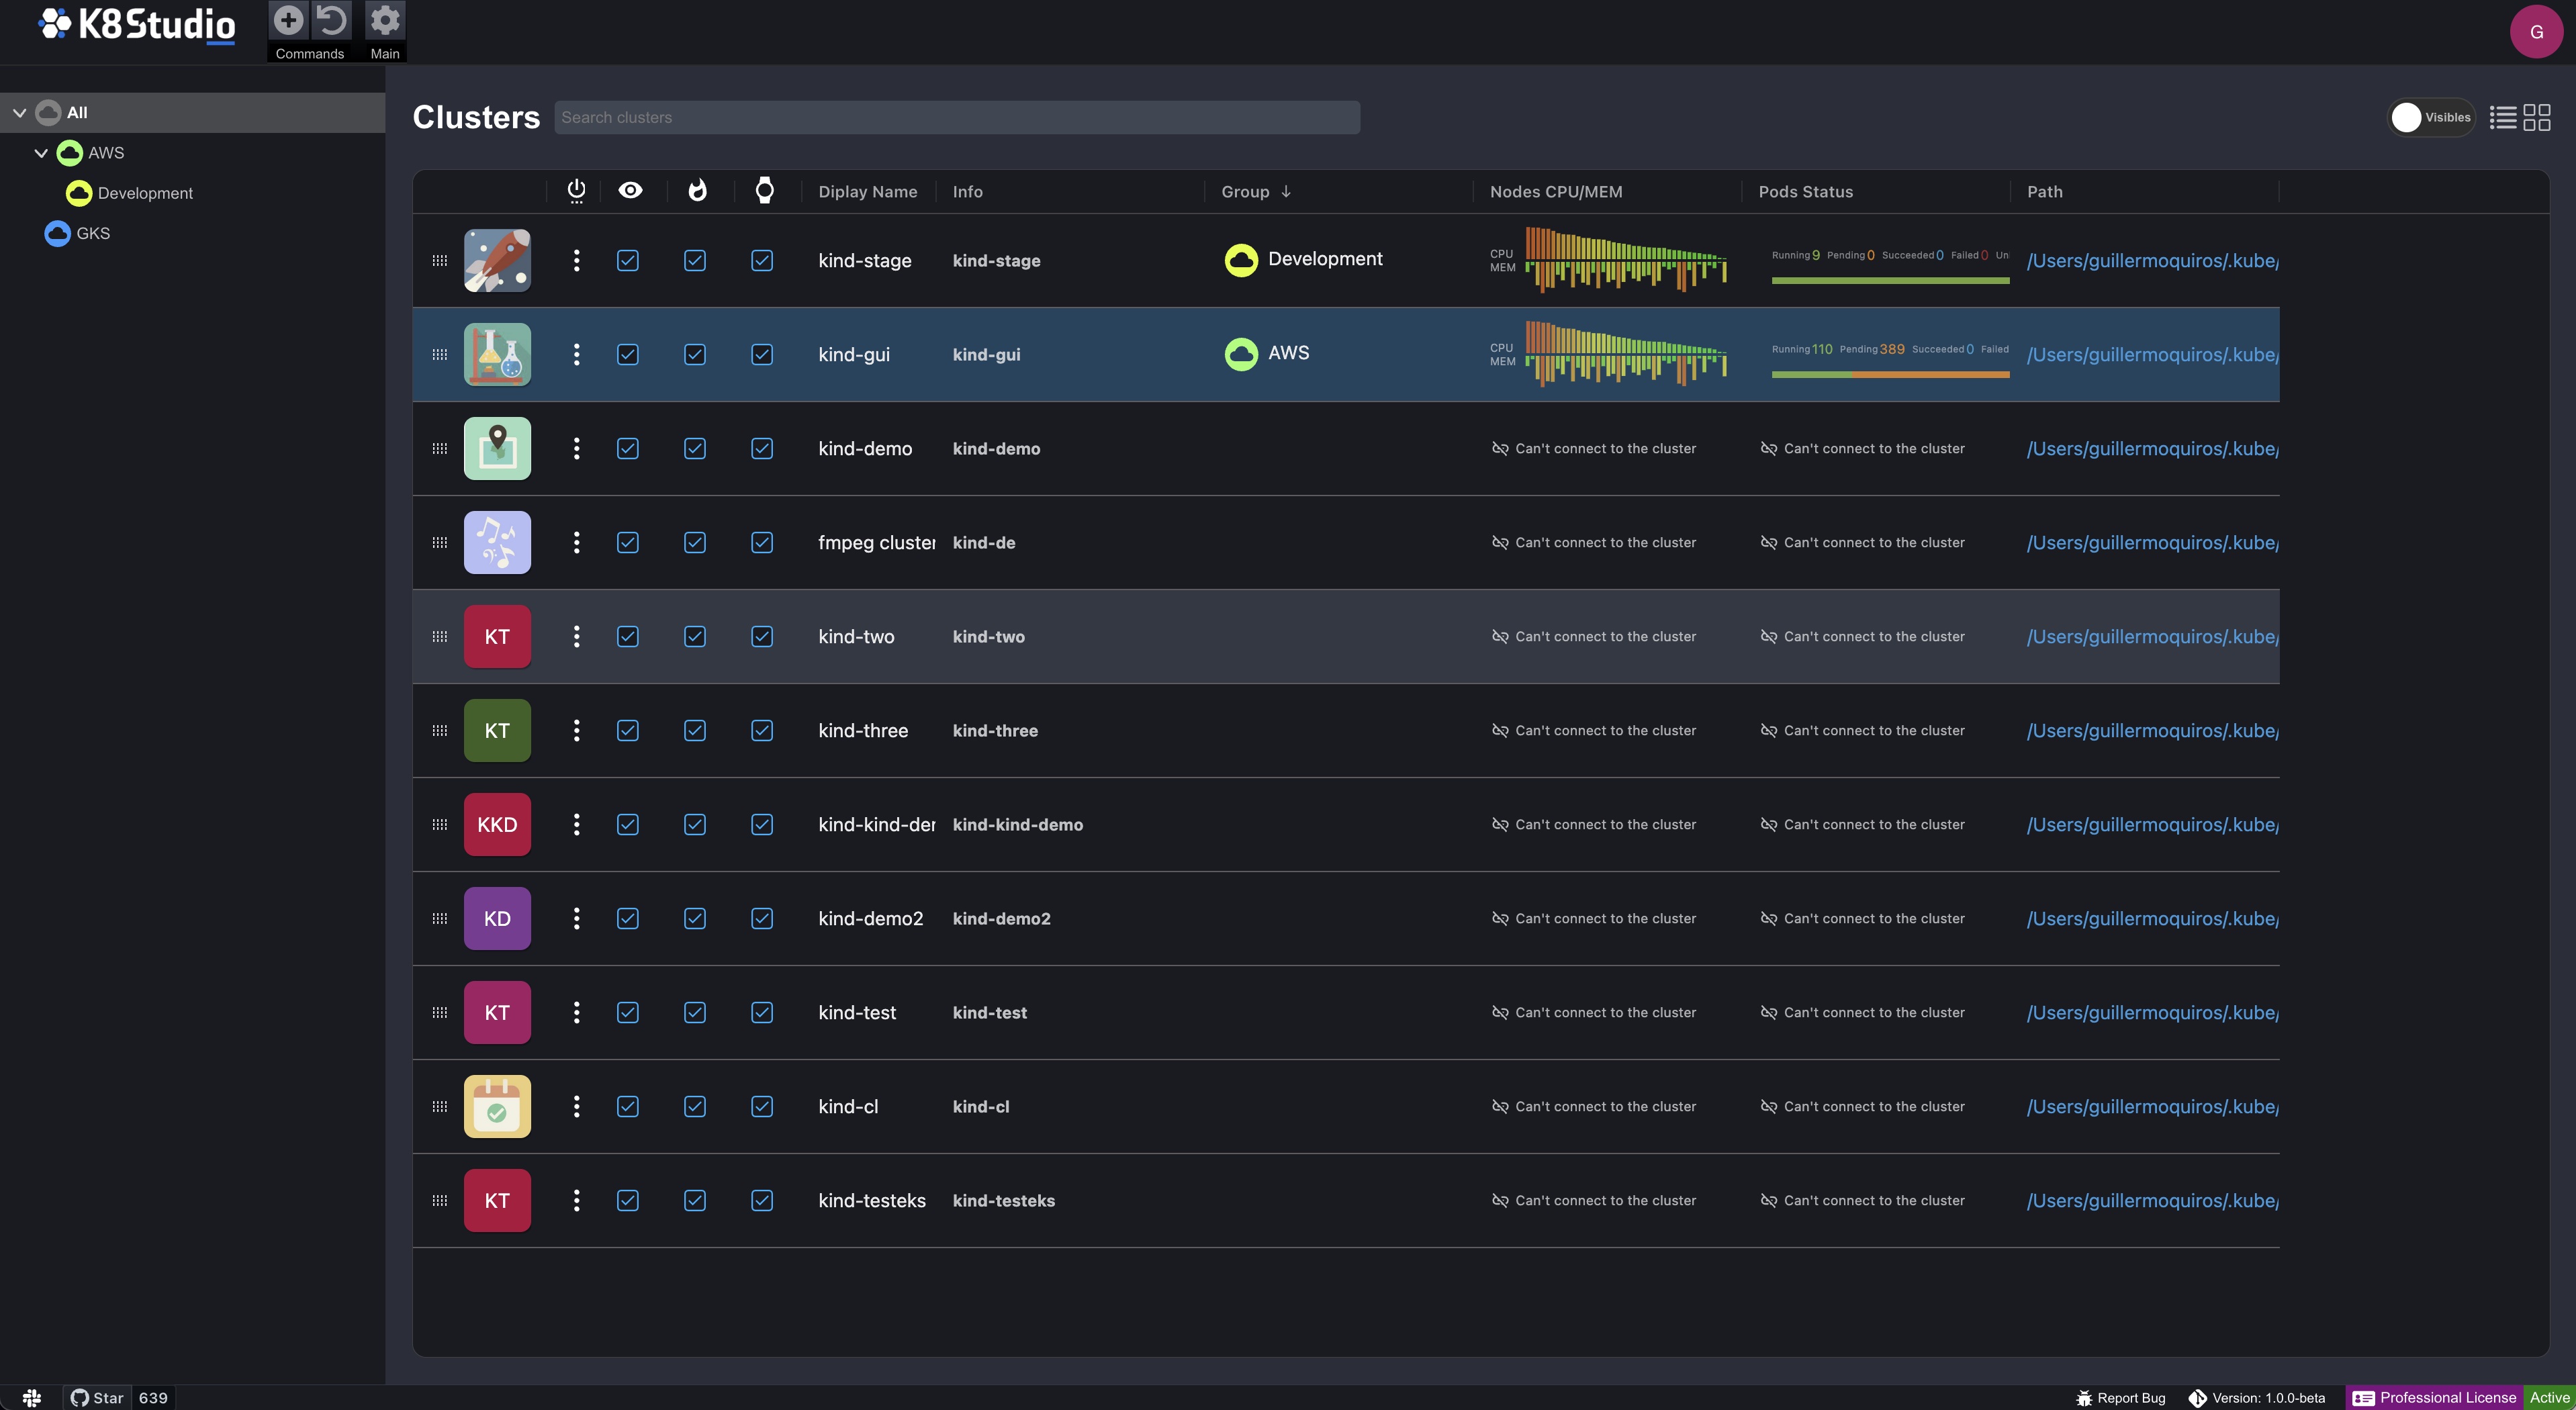 K8Studio
Commands Main
G
All
AWS
Development
GKS
Clusters Search clusters Visibles
Diplay Name Info Group ↓ Nodes CPU/MEM Pods Status Path
kind-stage kind-stage Development CPU MEM Running 9 Pending 0 Succeeded 0 Failed 0 Un /Users/guillermoquiros/.kube/
kind-gui kind-gui AWS CPU MEM Running 110 Pending 389 Succeeded 0 Failed /Users/guillermoquiros/.kube/
kind-demo kind-demo Can't connect to the cluster Can't connect to the cluster /Users/guillermoquiros/.kube/
fmpeg cluster kind-de Can't connect to the cluster Can't connect to the cluster /Users/guillermoquiros/.kube/
KT kind-two kind-two Can't connect to the cluster Can't connect to the cluster /Users/guillermoquiros/.kube/
KT kind-three kind-three Can't connect to the cluster Can't connect to the cluster /Users/guillermoquiros/.kube/
KKD kind-kind-der kind-kind-demo Can't connect to the cluster Can't connect to the cluster /Users/guillermoquiros/.kube/
KD kind-demo2 kind-demo2 Can't connect to the cluster Can't connect to the cluster /Users/guillermoquiros/.kube/
KT kind-test kind-test Can't connect to the cluster Can't connect to the cluster /Users/guillermoquiros/.kube/
kind-cl kind-cl Can't connect to the cluster Can't connect to the cluster /Users/guillermoquiros/.kube/
KT kind-testeks kind-testeks Can't connect to the cluster Can't connect to the cluster /Users/guillermoquiros/.kube/
Star 639 Report Bug Version: 1.0.0-beta Professional License Active